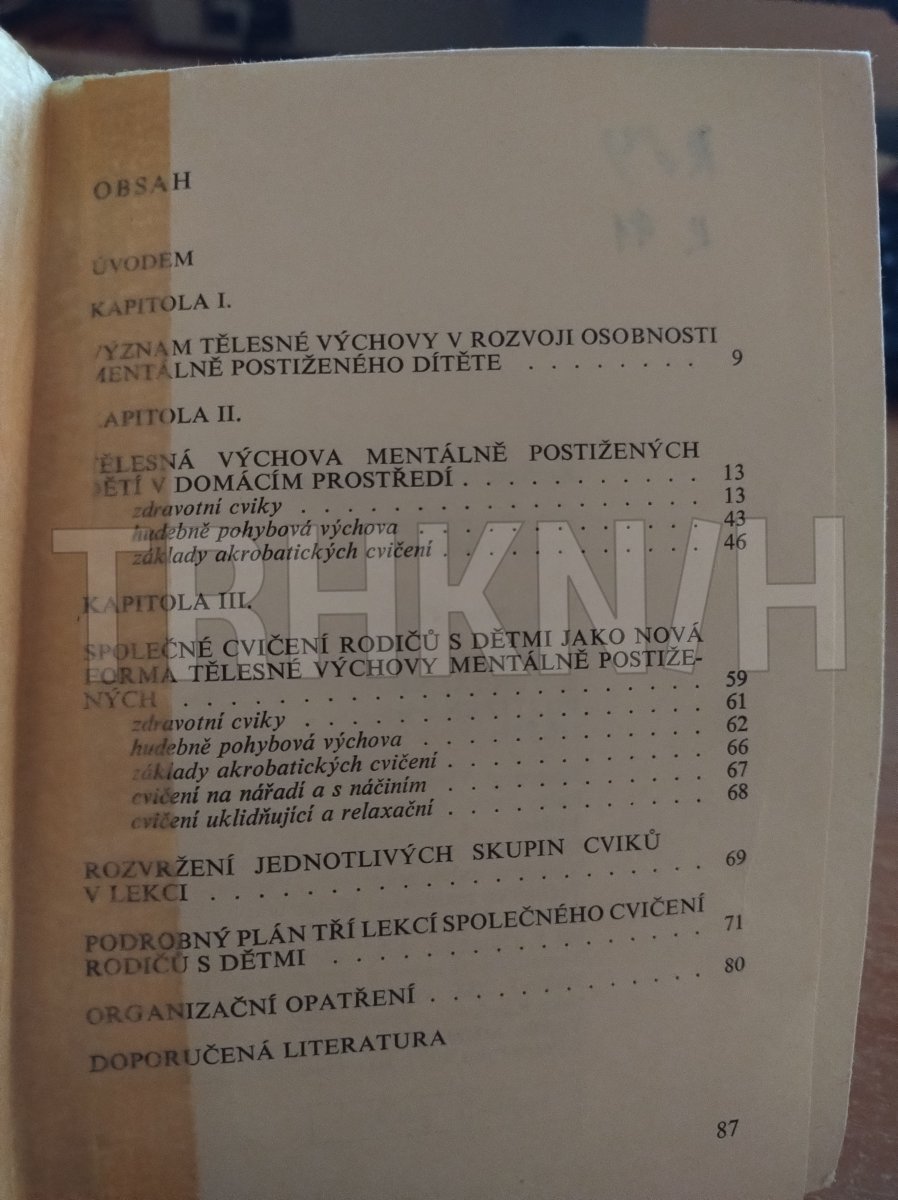 OBSAH
ÚVODEM
KAPITOLA I.
VÝZNAM TĚLESNÉ VÝCHOVY V ROZVOJI OSOBNOSTI
MENTÁLNĚ POSTIŽENÉHO DÍTĚTE . . . . . . . . 9
KAPITOLA II.
TĚLESNÁ VÝCHOVA MENTÁLNĚ POSTIŽENÝCH
DĚTÍ V DOMÁCÍM PROSTŘEDÍ . . . . . . . . . . . 13
zdravotní cviky . . . . . . . . . . . . . . . . . . 13
hudebně pohybová výchova . . . . . . . . . . . . 43
základy akrobatických cvičení . . . . . . . . . . . 46
TRHKNIH
KAPITOLA III.
SPOLEČNÉ CVIČENÍ RODIČŮ S DĚTMI JAKO NOVÁ
FORMA TĚLESNÉ VÝCHOVY MENTÁLNĚ POSTIŽE-
NÝCH . . . . . . . . . . . . . . . . . . . . . . . 59
zdravotní cviky . . . . . . . . . . . . . . . . . . 61
hudebně pohybová výchova . . . . . . . . . . . . 62
základy akrobatických cvičení . . . . . . . . . . . 66
cvičení na nářadí a s náčiním . . . . . . . . . . . 67
cvičení uklidňující a relaxační . . . . . . . . . . . 68
ROZVRŽENÍ JEDNOTLIVÝCH SKUPIN CVIKŮ
V LEKCI . . . . . . . . . . . . . . . . . . . . . . 69
PODROBNÝ PLÁN TŘÍ LEKCÍ SPOLEČNÉHO CVIČENÍ
RODIČŮ S DĚTMI . . . . . . . . . . . . . . . . . 71
ORGANIZAČNÍ OPATŘENÍ . . . . . . . . . . . . . 80
DOPORUČENÁ LITERATURA
87